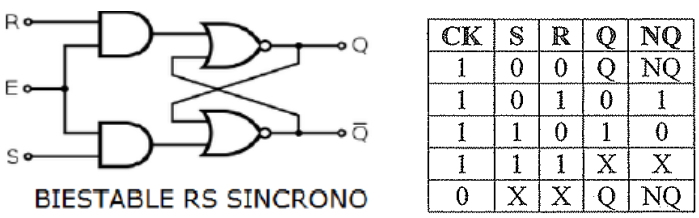 R
Q
E
Q̅
S
BIESTABLE RS SINCRONO
CK S R Q NQ
1 0 0 Q NQ
1 0 1 0 1
1 1 0 1 0
1 1 1 X X
0 X X Q NQ